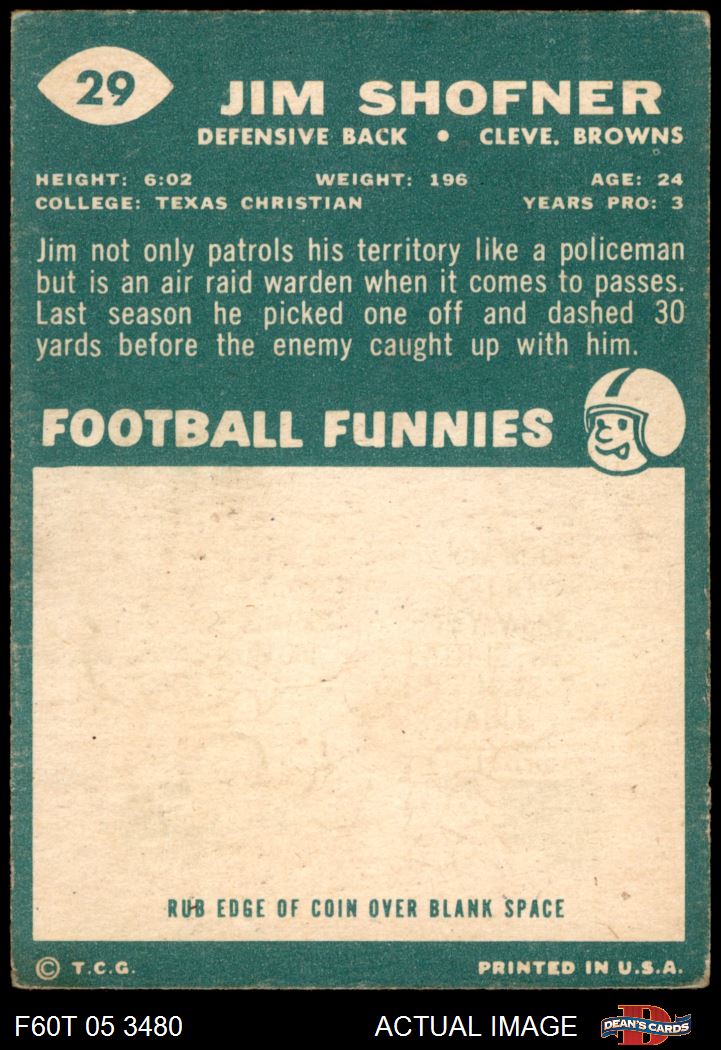 29
JIM SHOFNER
DEFENSIVE BACK • CLEVE. BROWNS
HEIGHT: 6:02 WEIGHT: 196 AGE: 24
COLLEGE: TEXAS CHRISTIAN YEARS PRO: 3
Jim not only patrols his territory like a policeman
but is an air raid warden when it comes to passes.
Last season he picked one off and dashed 30
yards before the enemy caught up with him.
FOOTBALL FUNNIES
RUB EDGE OF COIN OVER BLANK SPACE
© T.C.G. PRINTED IN U.S.A.
F60T 05 3480 ACTUAL IMAGE D DEAN'S CARDS